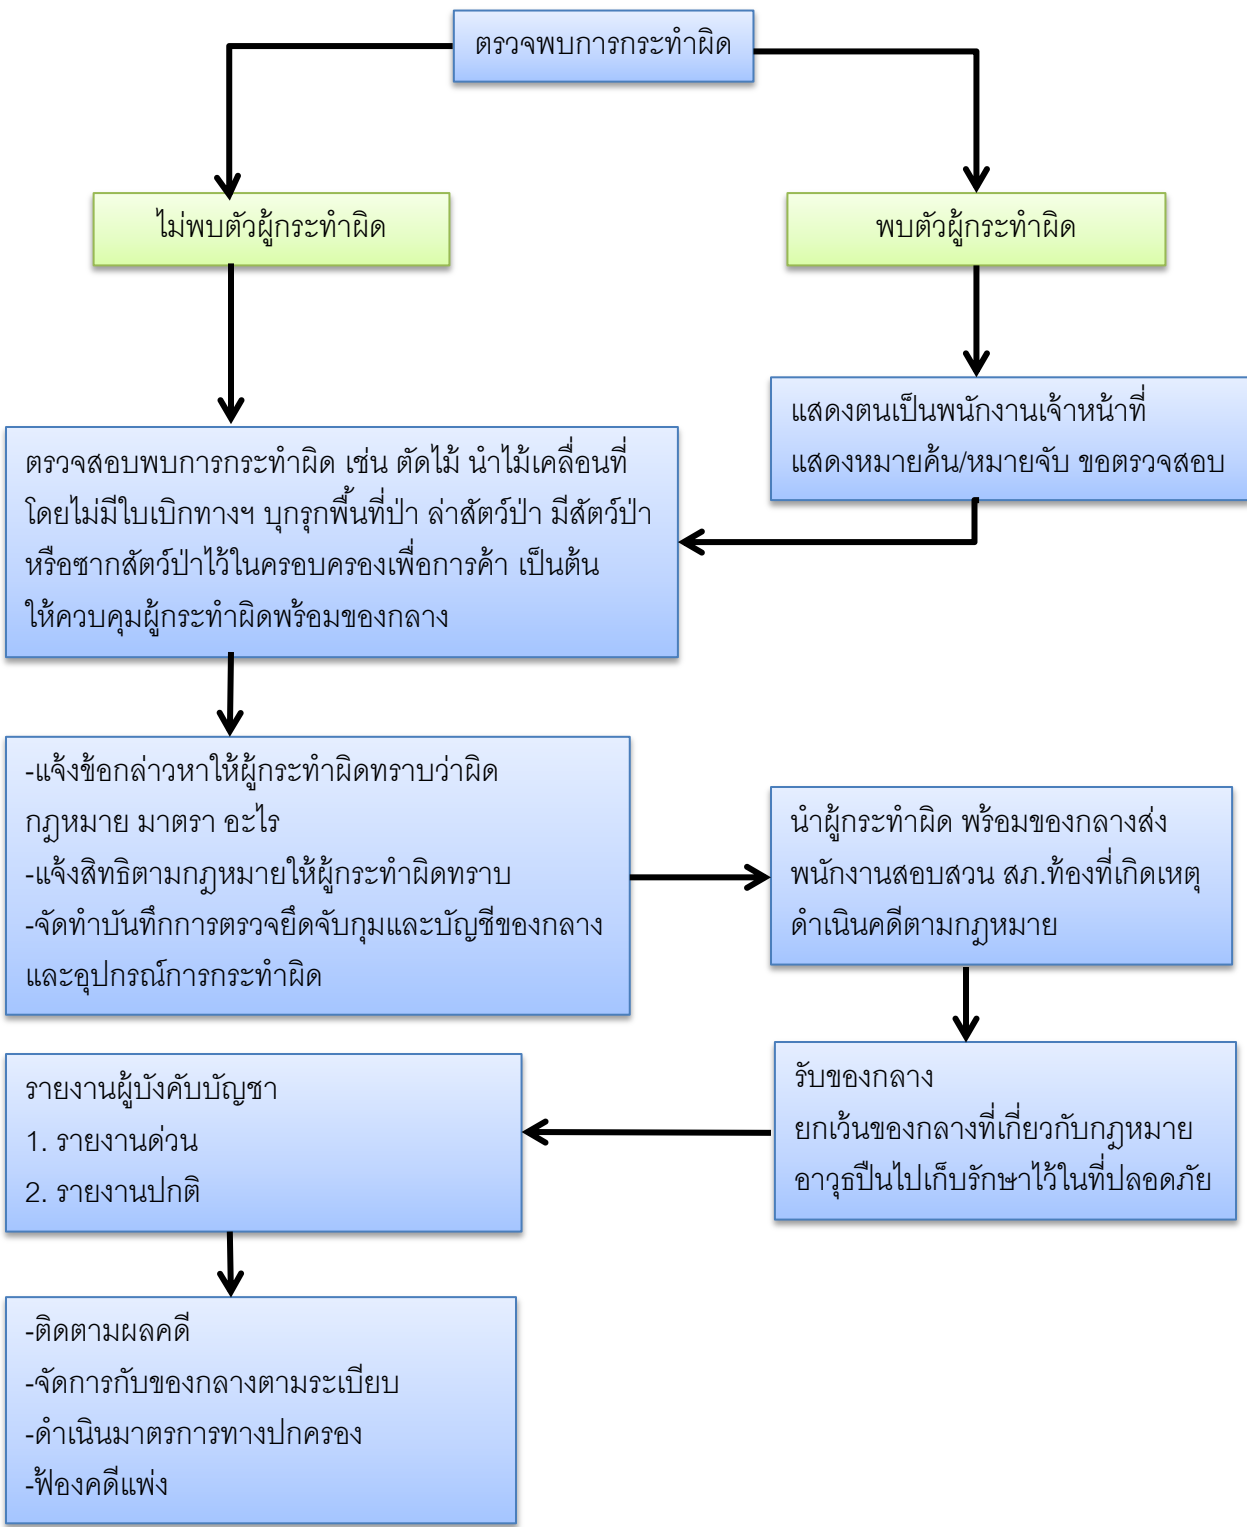 ตรวจพบการกระทำผิด
ไม่พบตัวผู้กระทำผิด
พบตัวผู้กระทำผิด
แสดงตนเป็นพนักงานเจ้าหน้าที่
แสดงหมายค้น/หมายจับ ขอตรวจสอบ
ตรวจสอบพบการกระทำผิด เช่น ตัดไม้ นำไม้เคลื่อนที่
โดยไม่มีใบเบิกทางฯ บุกรุกพื้นที่ป่า ล่าสัตว์ป่า มีสัตว์ป่า
หรือซากสัตว์ป่าไว้ในครอบครองเพื่อการค้า เป็นต้น
ให้ควบคุมผู้กระทำผิดพร้อมของกลาง
-แจ้งข้อกล่าวหาให้ผู้กระทำผิดทราบว่าผิด
กฎหมาย มาตรา อะไร
-แจ้งสิทธิตามกฎหมายให้ผู้กระทำผิดทราบ
-จัดทำบันทึกการตรวจยึดจับกุมและบัญชีของกลาง
และอุปกรณ์การกระทำผิด
นำผู้กระทำผิด พร้อมของกลางส่ง
พนักงานสอบสวน สภ.ท้องที่เกิดเหตุ
ดำเนินคดีตามกฎหมาย
รับของกลาง
ยกเว้นของกลางที่เกี่ยวกับกฎหมาย
อาวุธปืนไปเก็บรักษาไว้ในที่ปลอดภัย
รายงานผู้บังคับบัญชา
1. รายงานด่วน
2. รายงานปกติ
-ติดตามผลคดี
-จัดการกับของกลางตามระเบียบ
-ดำเนินมาตรการทางปกครอง
-ฟ้องคดีแพ่ง